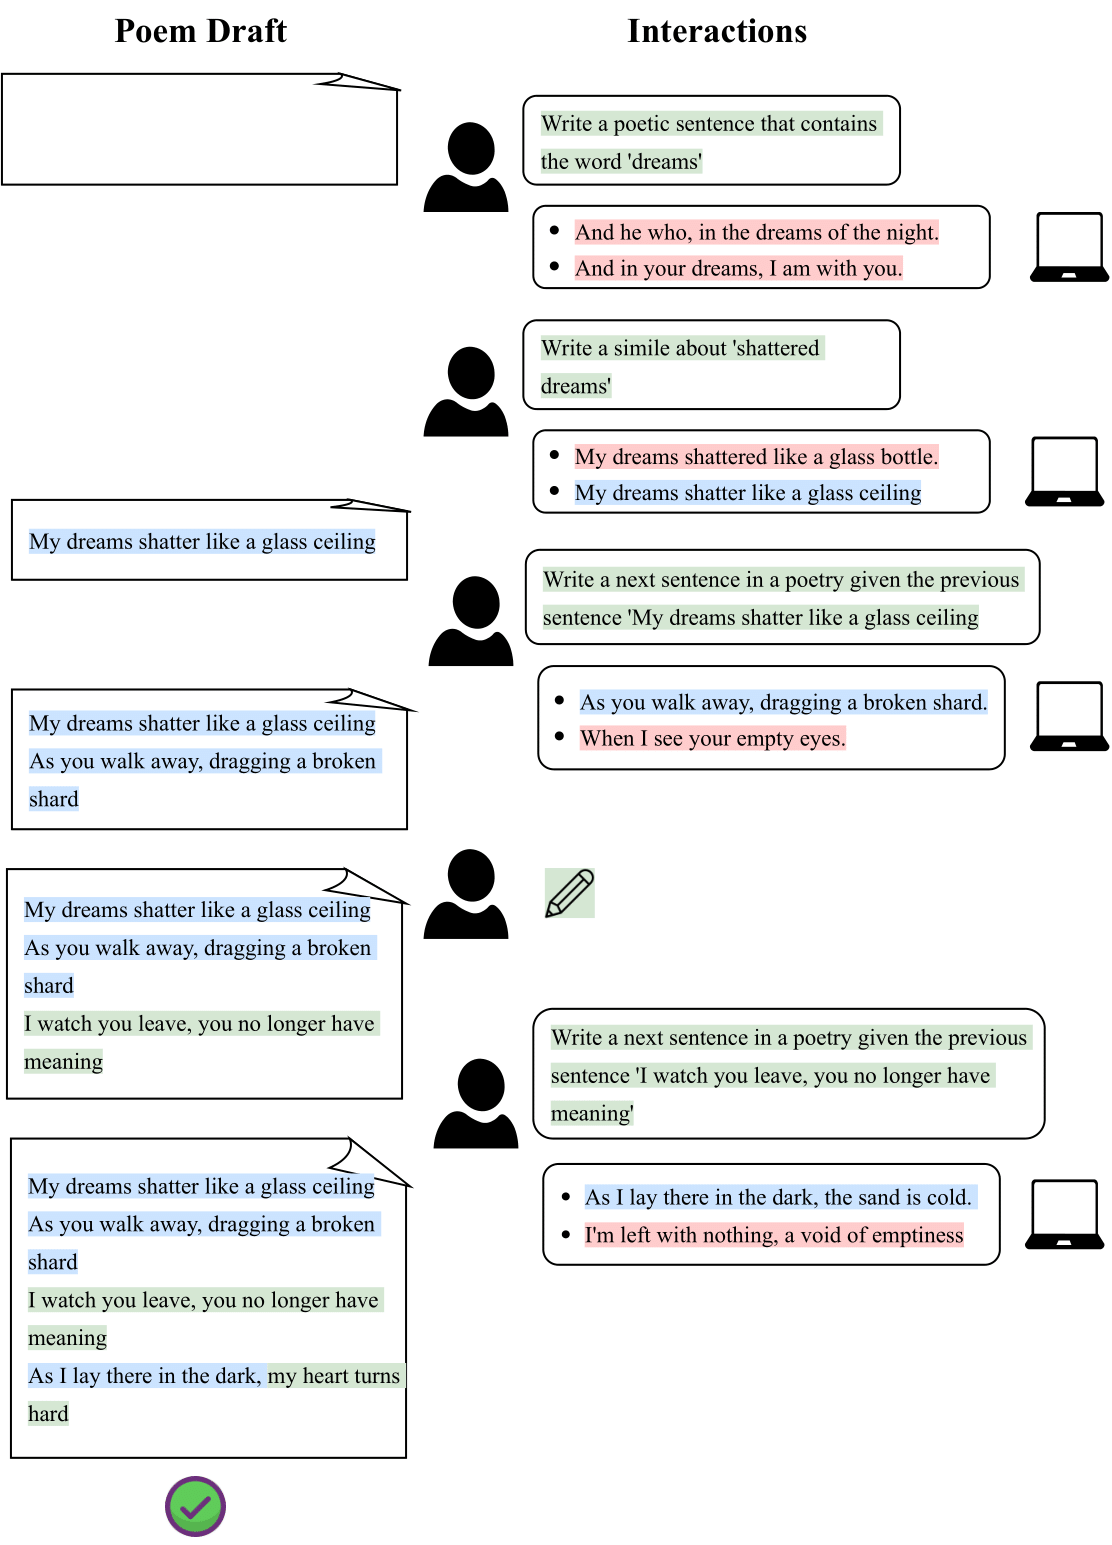 Poem Draft
Interactions
Write a poetic sentence that contains
the word 'dreams'
And he who, in the dreams of the night.
And in your dreams, I am with you.
Write a simile about 'shattered
dreams'
My dreams shattered like a glass bottle.
My dreams shatter like a glass ceiling
My dreams shatter like a glass ceiling
Write a next sentence in a poetry given the previous
sentence 'My dreams shatter like a glass ceiling
As you walk away, dragging a broken shard.
When I see your empty eyes.
My dreams shatter like a glass ceiling
As you walk away, dragging a broken
shard
My dreams shatter like a glass ceiling
As you walk away, dragging a broken
shard
I watch you leave, you no longer have
meaning
Write a next sentence in a poetry given the previous
sentence 'I watch you leave, you no longer have
meaning'
As I lay there in the dark, the sand is cold.
I'm left with nothing, a void of emptiness
My dreams shatter like a glass ceiling
As you walk away, dragging a broken
shard
I watch you leave, you no longer have
meaning
As I lay there in the dark, my heart turns
hard